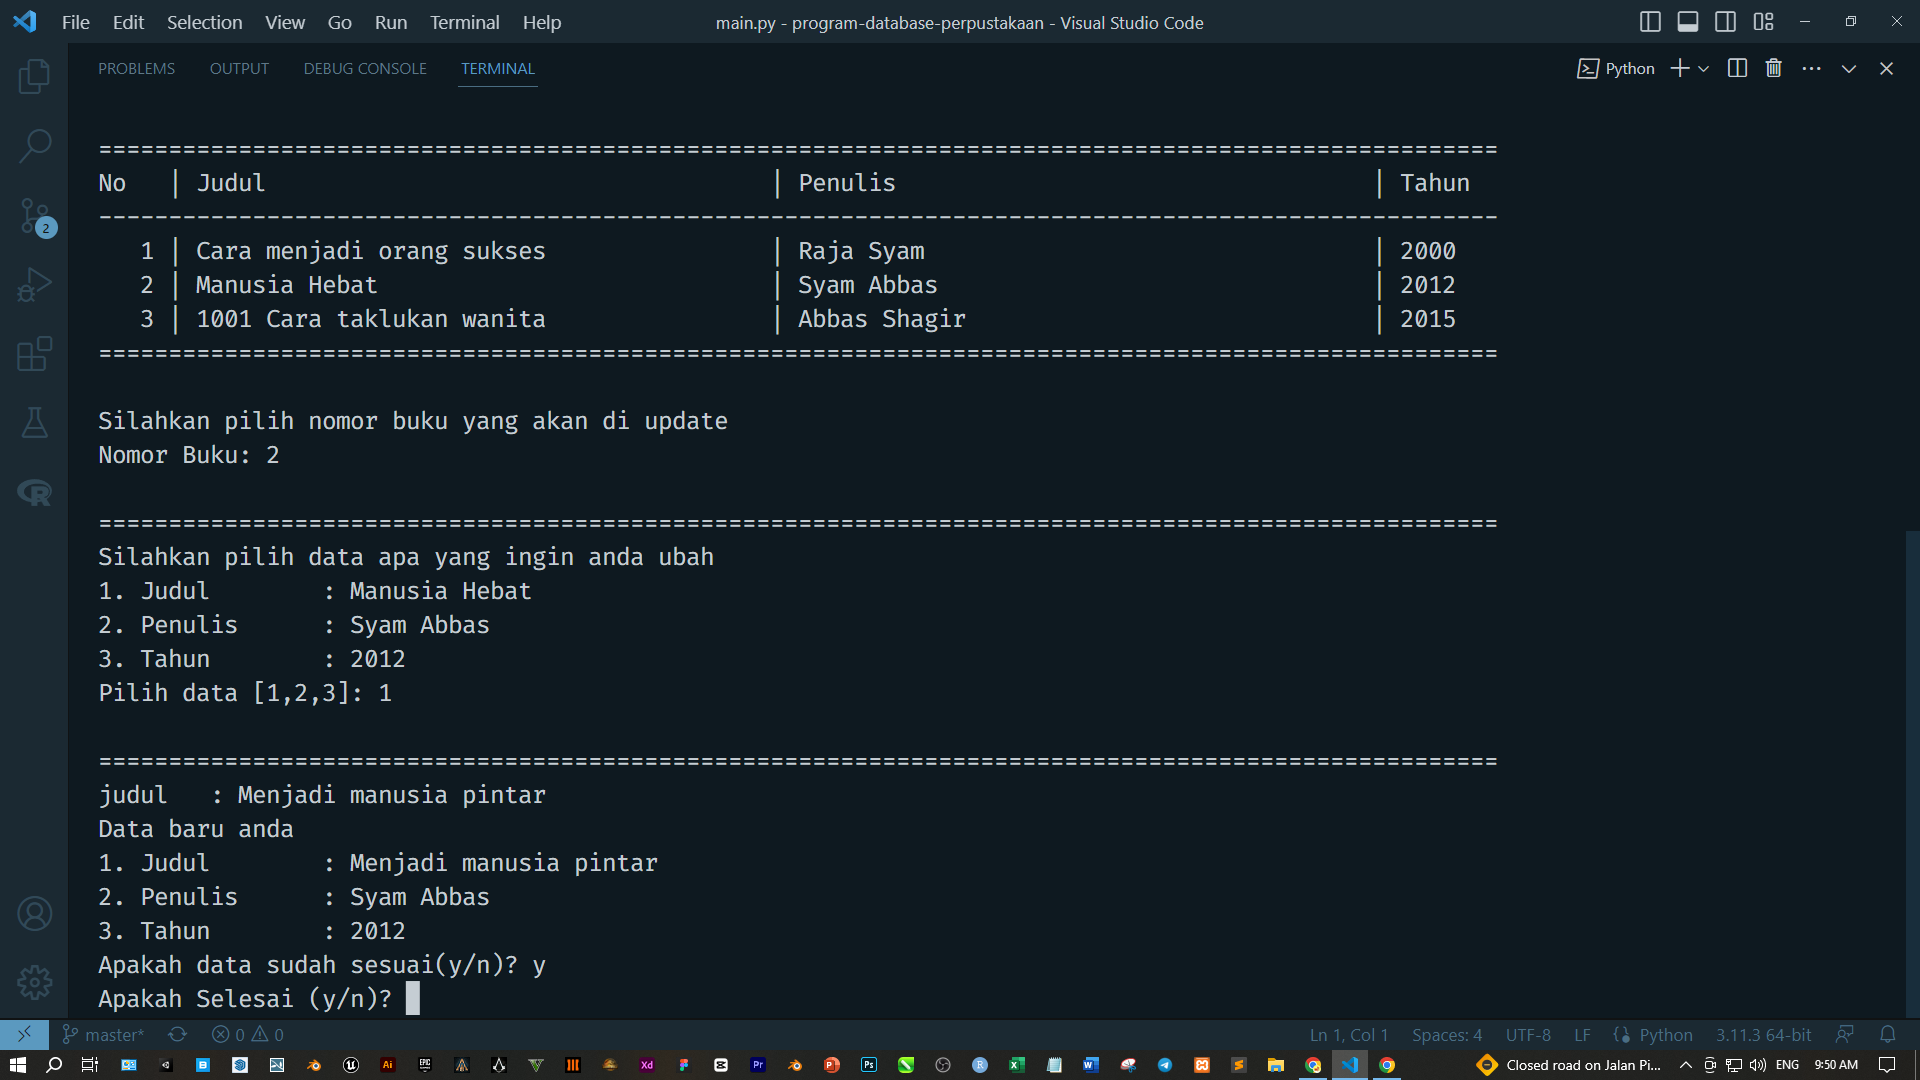 File Edit Selection View Go Run Terminal Help main.py - program-database-perpustakaan - Visual Studio Code
PROBLEMS OUTPUT DEBUG CONSOLE TERMINAL Python
====================================================================================================
No | Judul | Penulis | Tahun
----------------------------------------------------------------------------------------------------
1 | Cara menjadi orang sukses | Raja Syam | 2000
2 | Manusia Hebat | Syam Abbas | 2012
3 | 1001 Cara taklukan wanita | Abbas Shagir | 2015
====================================================================================================
Silahkan pilih nomor buku yang akan di update
Nomor Buku: 2
====================================================================================================
Silahkan pilih data apa yang ingin anda ubah
1. Judul : Manusia Hebat
2. Penulis : Syam Abbas
3. Tahun : 2012
Pilih data [1,2,3]: 1
====================================================================================================
judul : Menjadi manusia pintar
Data baru anda
1. Judul : Menjadi manusia pintar
2. Penulis : Syam Abbas
3. Tahun : 2012
Apakah data sudah sesuai(y/n)? y
Apakah Selesai (y/n)?
2
master* 0 0 Ln 1, Col 1 Spaces: 4 UTF-8 LF Python 3.11.3 64-bit
Closed road on Jalan Pi... ENG 9:50 AM